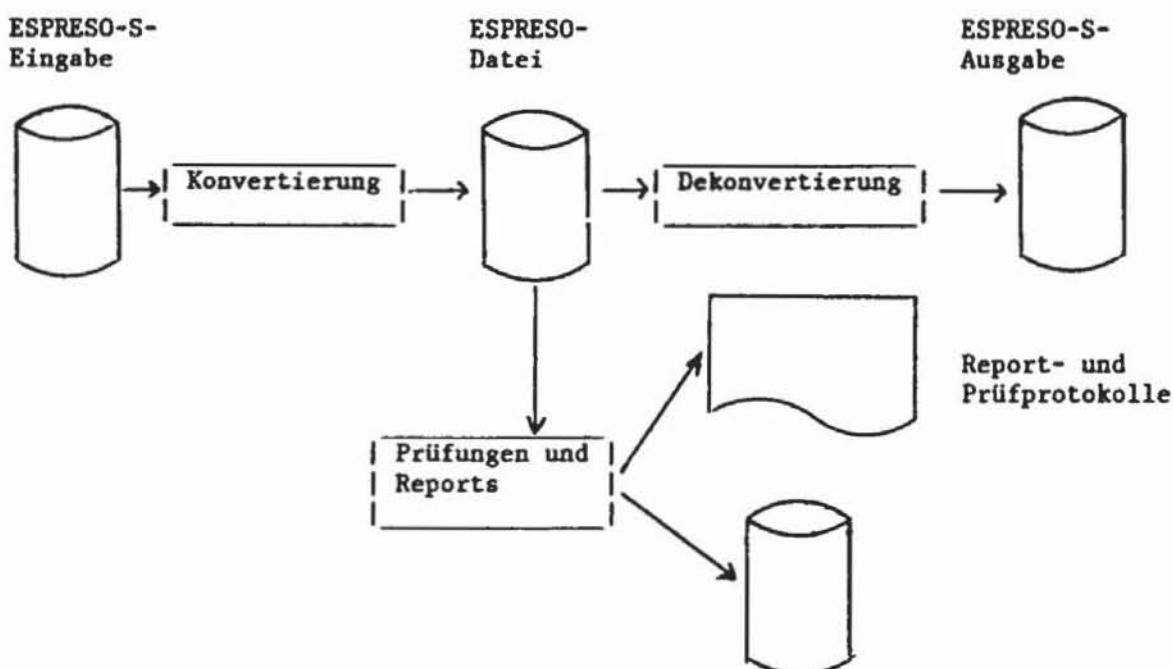 ESPRESO-S-
Eingabe
ESPRESO-
Datei
ESPRESO-S-
Ausgabe
Konvertierung
Dekonvertierung
Report- und
Prüfprotokolle
Prüfungen und
Reports